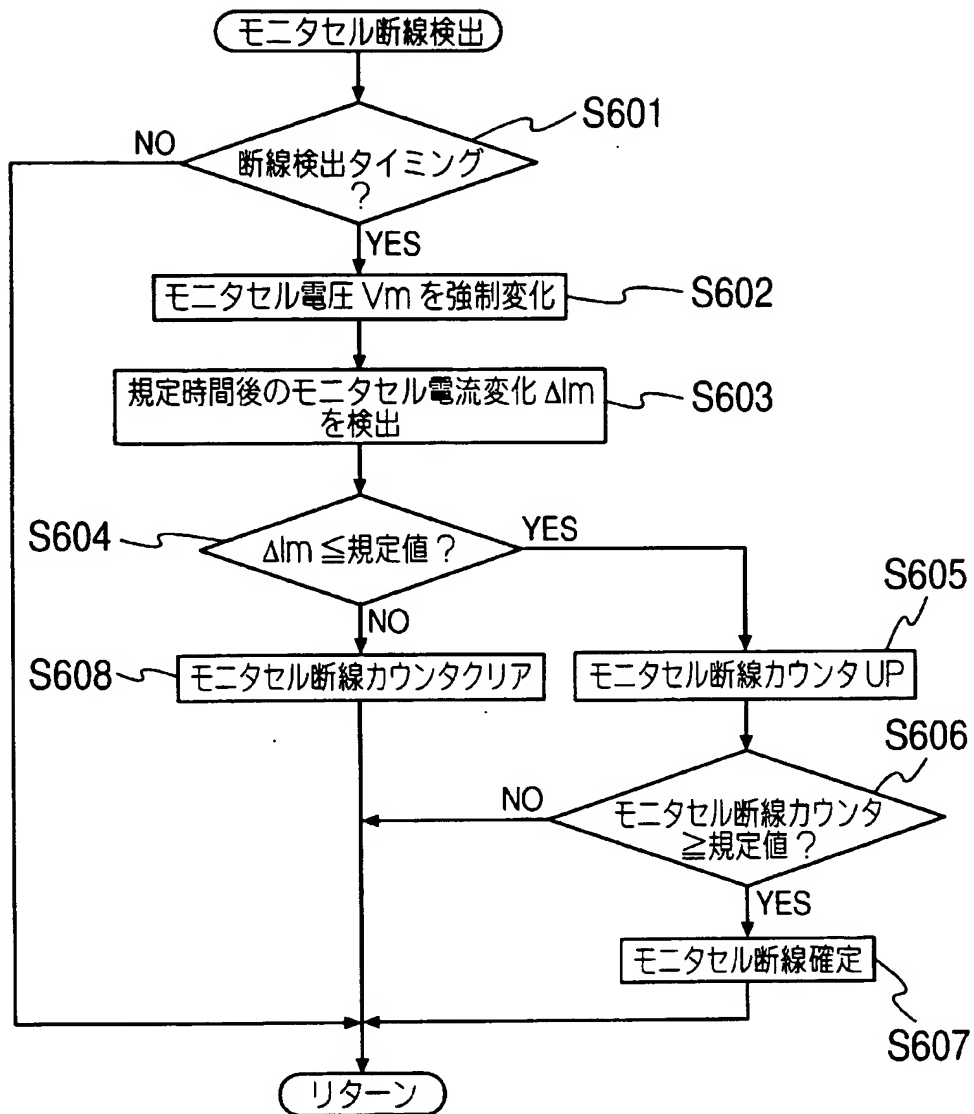 モニタセル断線検出
S601
NO
断線検出タイミング
?
YES
モニタセル電圧 Vm を強制変化
S602
規定時間後のモニタセル電流変化 ΔIm
を検出
S603
S604
ΔIm ≦規定値 ?
YES
NO
S605
S608
モニタセル断線カウンタクリア
モニタセル断線カウンタ UP
S606
NO
モニタセル断線カウンタ
≧規定値 ?
YES
モニタセル断線確定
S607
リターン